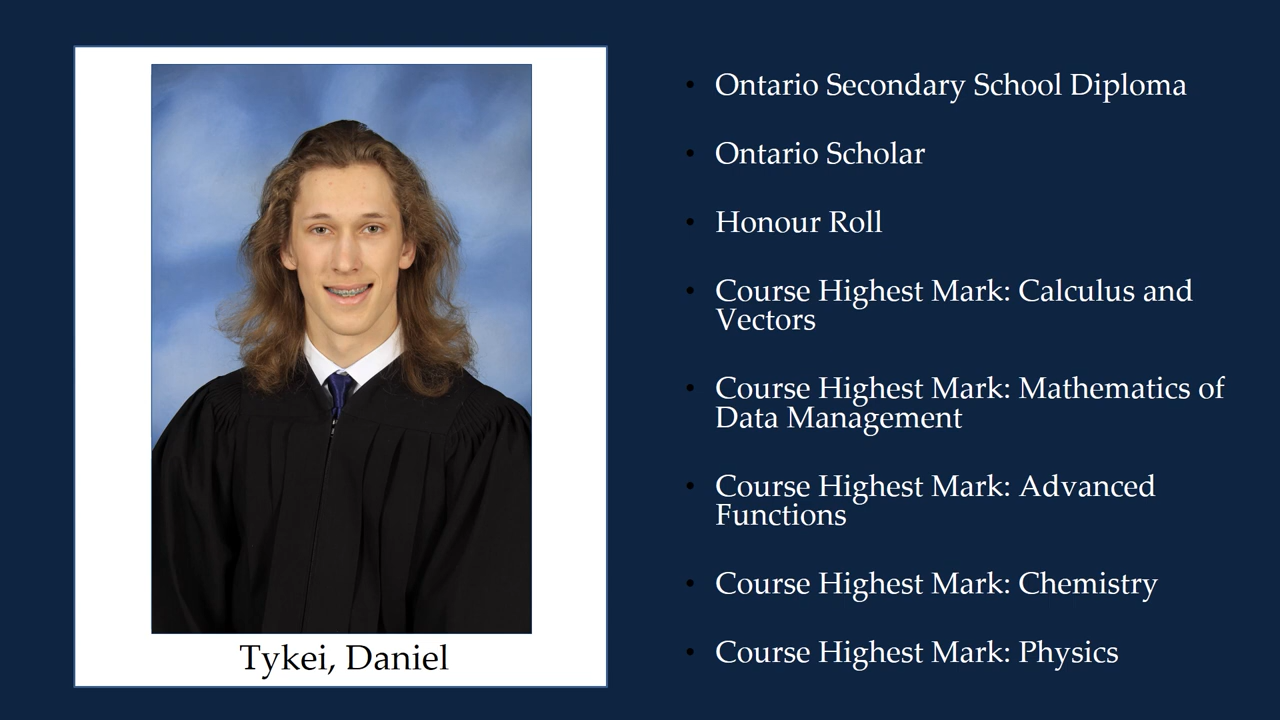 Tykei, Daniel
• Ontario Secondary School Diploma
• Ontario Scholar
• Honour Roll
• Course Highest Mark: Calculus and
Vectors
• Course Highest Mark: Mathematics of
Data Management
• Course Highest Mark: Advanced
Functions
• Course Highest Mark: Chemistry
• Course Highest Mark: Physics